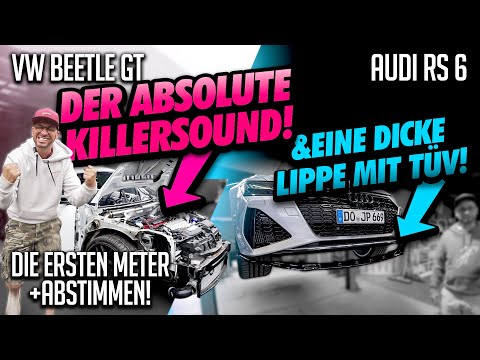 VW BEETLE GT
AUDI RS 6
DER ABSOLUTE
KILLERSOUND!
&EINE DICKE
LIPPE MIT TÜV!
DO JP 669
DIE ERSTEN METER
+ABSTIMMEN!